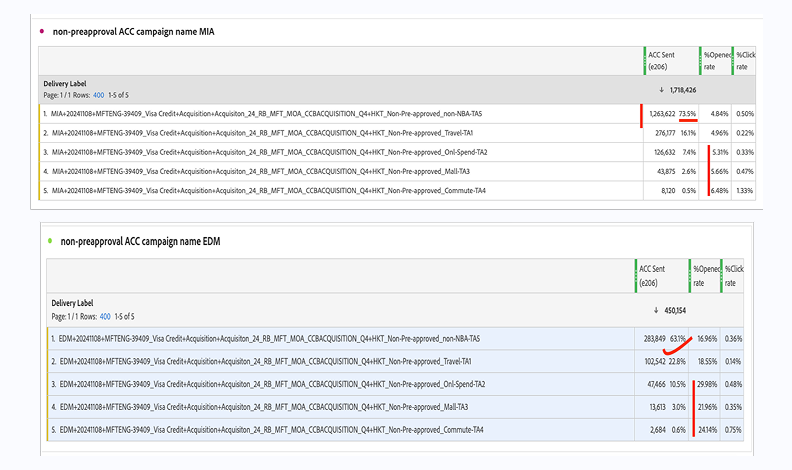 non-preapproval ACC campaign name MIA
ACC Sent (e206) %Opened rate %Click rate
Delivery Label
Page: 1 / 1 Rows: 400 1-5 of 5 ↓ 1,718,426
1. MIA+20241108+MFTENG-39409_Visa Credit+Acquisition+Acquisiton_24_RB_MFT_MOA_CCBACQUISITION_Q4+HKT_Non-Pre-approved_non-NBA-TA5 1,263,622 73.5% 4.84% 0.50%
2. MIA+20241108+MFTENG-39409_Visa Credit+Acquisition+Acquisiton_24_RB_MFT_MOA_CCBACQUISITION_Q4+HKT_Non-Pre-approved_Travel-TA1 276,177 16.1% 4.96% 0.22%
3. MIA+20241108+MFTENG-39409_Visa Credit+Acquisition+Acquisiton_24_RB_MFT_MOA_CCBACQUISITION_Q4+HKT_Non-Pre-approved_Onl-Spend-TA2 126,632 7.4% 5.31% 0.33%
4. MIA+20241108+MFTENG-39409_Visa Credit+Acquisition+Acquisiton_24_RB_MFT_MOA_CCBACQUISITION_Q4+HKT_Non-Pre-approved_Mall-TA3 43,875 2.6% 5.66% 0.47%
5. MIA+20241108+MFTENG-39409_Visa Credit+Acquisition+Acquisiton_24_RB_MFT_MOA_CCBACQUISITION_Q4+HKT_Non-Pre-approved_Commute-TA4 8,120 0.5% 6.48% 1.33%
non-preapproval ACC campaign name EDM
ACC Sent (e206) %Opened rate %Click rate
Delivery Label
Page: 1 / 1 Rows: 400 1-5 of 5 ↓ 450,154
1. EDM+20241108+MFTENG-39409_Visa Credit+Acquisition+Acquisiton_24_RB_MFT_MOA_CCBACQUISITION_Q4+HKT_Non-Pre-approved_non-NBA-TA5 283,849 63.1% 16.96% 0.36%
2. EDM+20241108+MFTENG-39409_Visa Credit+Acquisition+Acquisiton_24_RB_MFT_MOA_CCBACQUISITION_Q4+HKT_Non-Pre-approved_Travel-TA1 102,542 22.8% 18.55% 0.14%
3. EDM+20241108+MFTENG-39409_Visa Credit+Acquisition+Acquisiton_24_RB_MFT_MOA_CCBACQUISITION_Q4+HKT_Non-Pre-approved_Onl-Spend-TA2 47,466 10.5% 29.98% 0.48%
4. EDM+20241108+MFTENG-39409_Visa Credit+Acquisition+Acquisiton_24_RB_MFT_MOA_CCBACQUISITION_Q4+HKT_Non-Pre-approved_Mall-TA3 13,613 3.0% 21.96% 0.35%
5. EDM+20241108+MFTENG-39409_Visa Credit+Acquisition+Acquisiton_24_RB_MFT_MOA_CCBACQUISITION_Q4+HKT_Non-Pre-approved_Commute-TA4 2,684 0.6% 24.14% 0.75%